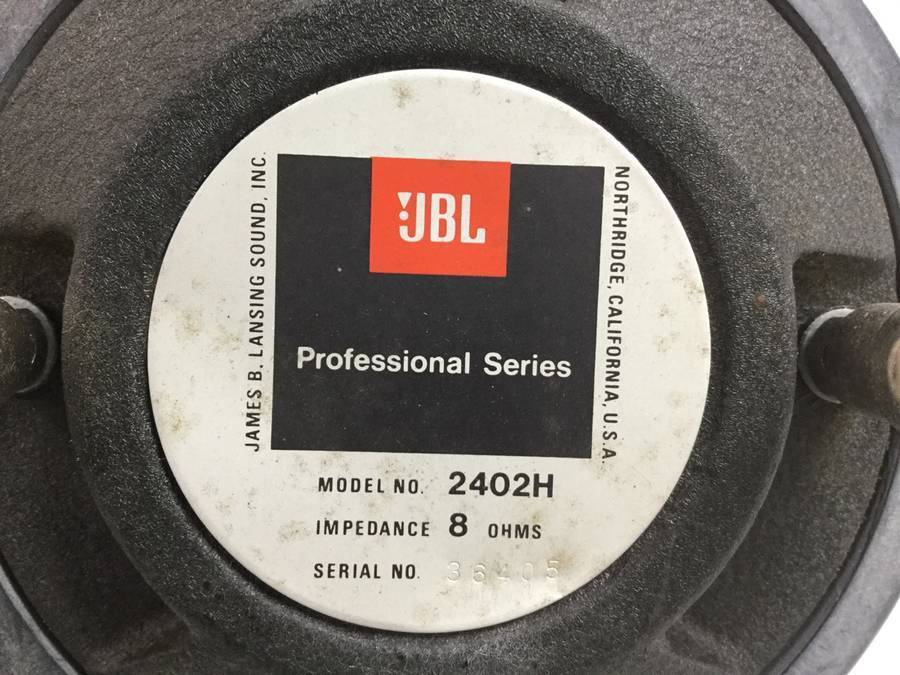 JBL
Professional Series
JAMES B. LANSING SOUND, INC.
NORTHRIDGE, CALIFORNIA, U.S.A.
MODEL NO. 2402H
IMPEDANCE 8 OHMS
SERIAL NO. 36405